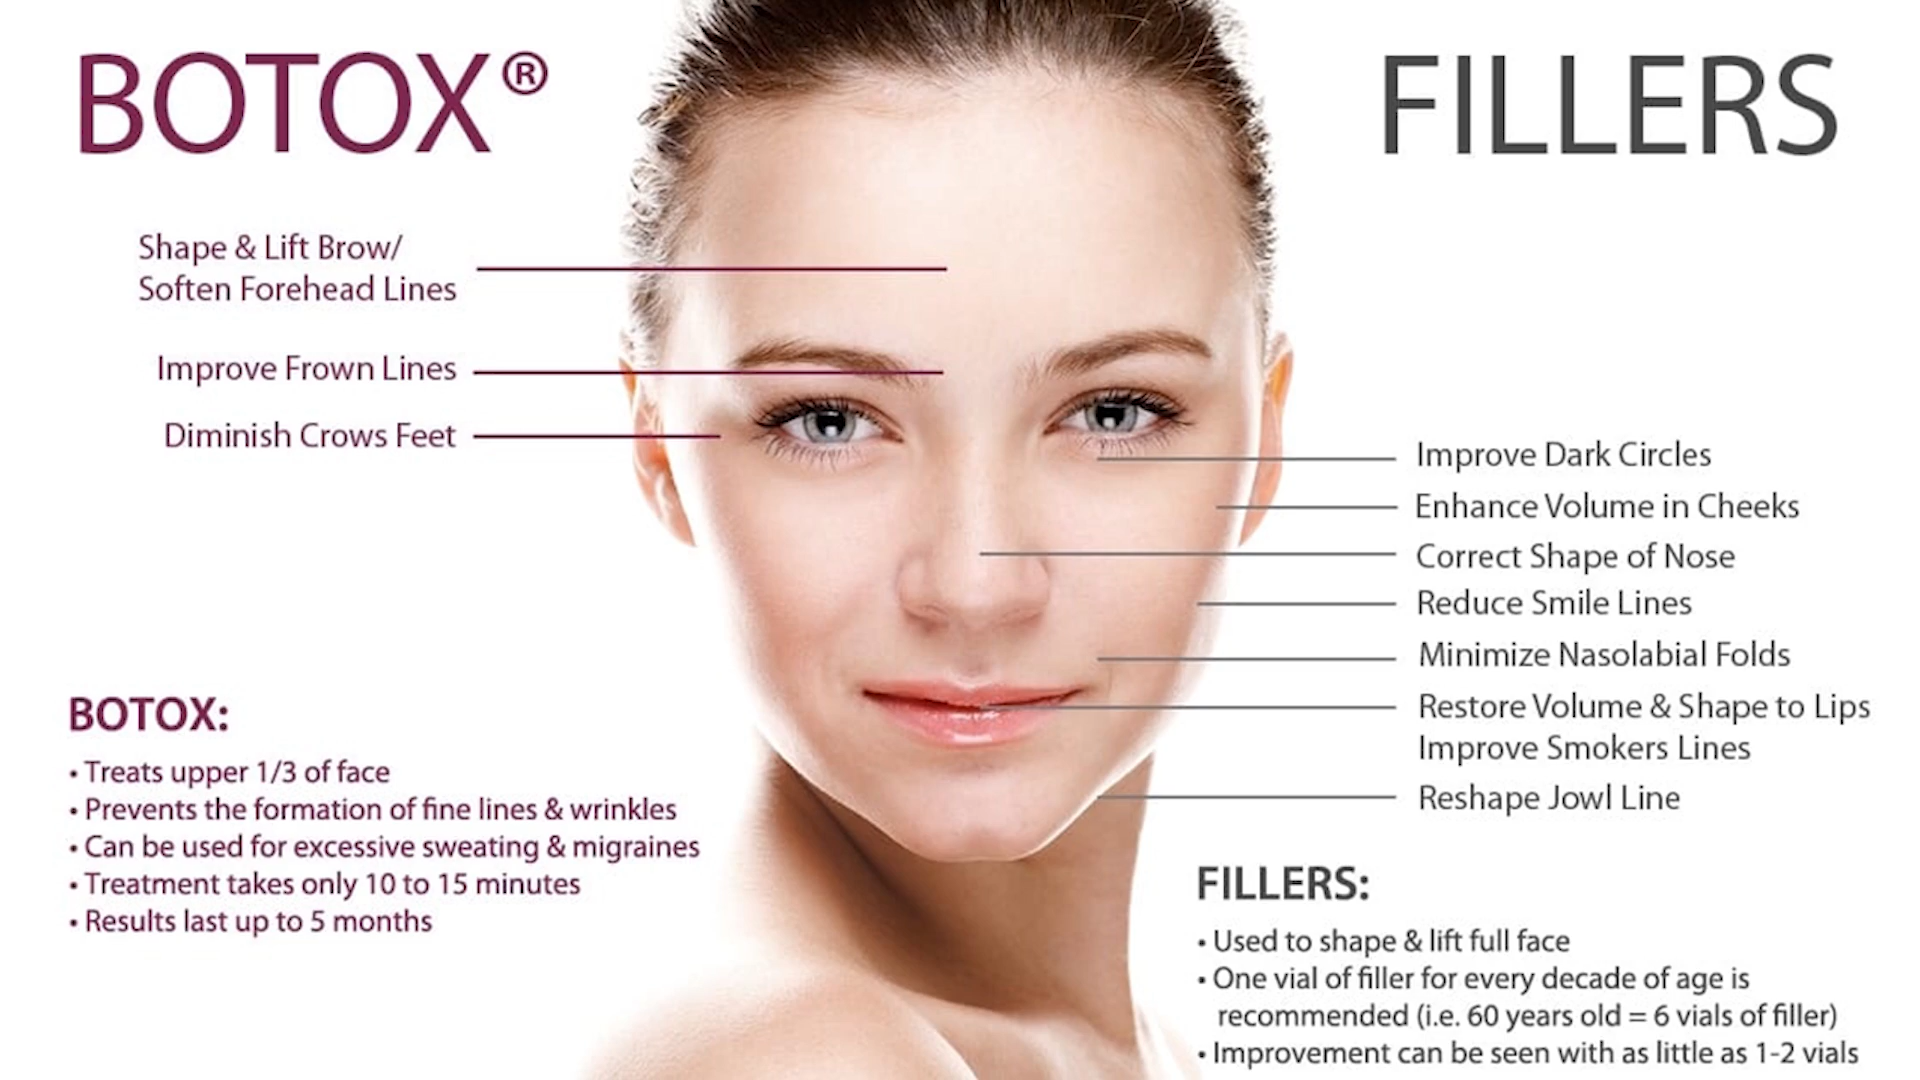 BOTOX®
Shape & Lift Brow/
Soften Forehead Lines
Improve Frown Lines
Diminish Crows Feet
BOTOX:
• Treats upper 1/3 of face
• Prevents the formation of fine lines & wrinkles
• Can be used for excessive sweating & migraines
• Treatment takes only 10 to 15 minutes
• Results last up to 5 months
FILLERS
Improve Dark Circles
Enhance Volume in Cheeks
Correct Shape of Nose
Reduce Smile Lines
Minimize Nasolabial Folds
Restore Volume & Shape to Lips
Improve Smokers Lines
Reshape Jowl Line
FILLERS:
• Used to shape & lift full face
• One vial of filler for every decade of age is
recommended (i.e. 60 years old = 6 vials of filler)
• Improvement can be seen with as little as 1-2 vials